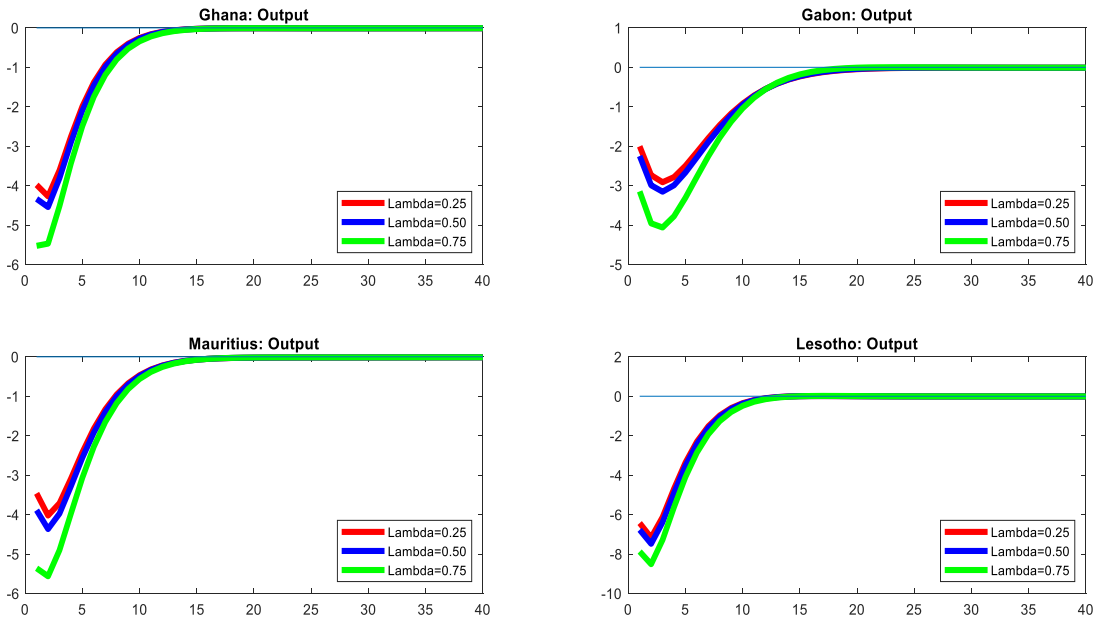 Ghana: Output
0
-1
-2
-3
-4
-5
-6
0 5 10 15 20 25 30 35 40
Lambda=0.25
Lambda=0.50
Lambda=0.75
Gabon: Output
1
0
-1
-2
-3
-4
-5
0 5 10 15 20 25 30 35 40
Lambda=0.25
Lambda=0.50
Lambda=0.75
Mauritius: Output
0
-1
-2
-3
-4
-5
-6
0 5 10 15 20 25 30 35 40
Lambda=0.25
Lambda=0.50
Lambda=0.75
Lesotho: Output
2
0
-2
-4
-6
-8
-10
0 5 10 15 20 25 30 35 40
Lambda=0.25
Lambda=0.50
Lambda=0.75